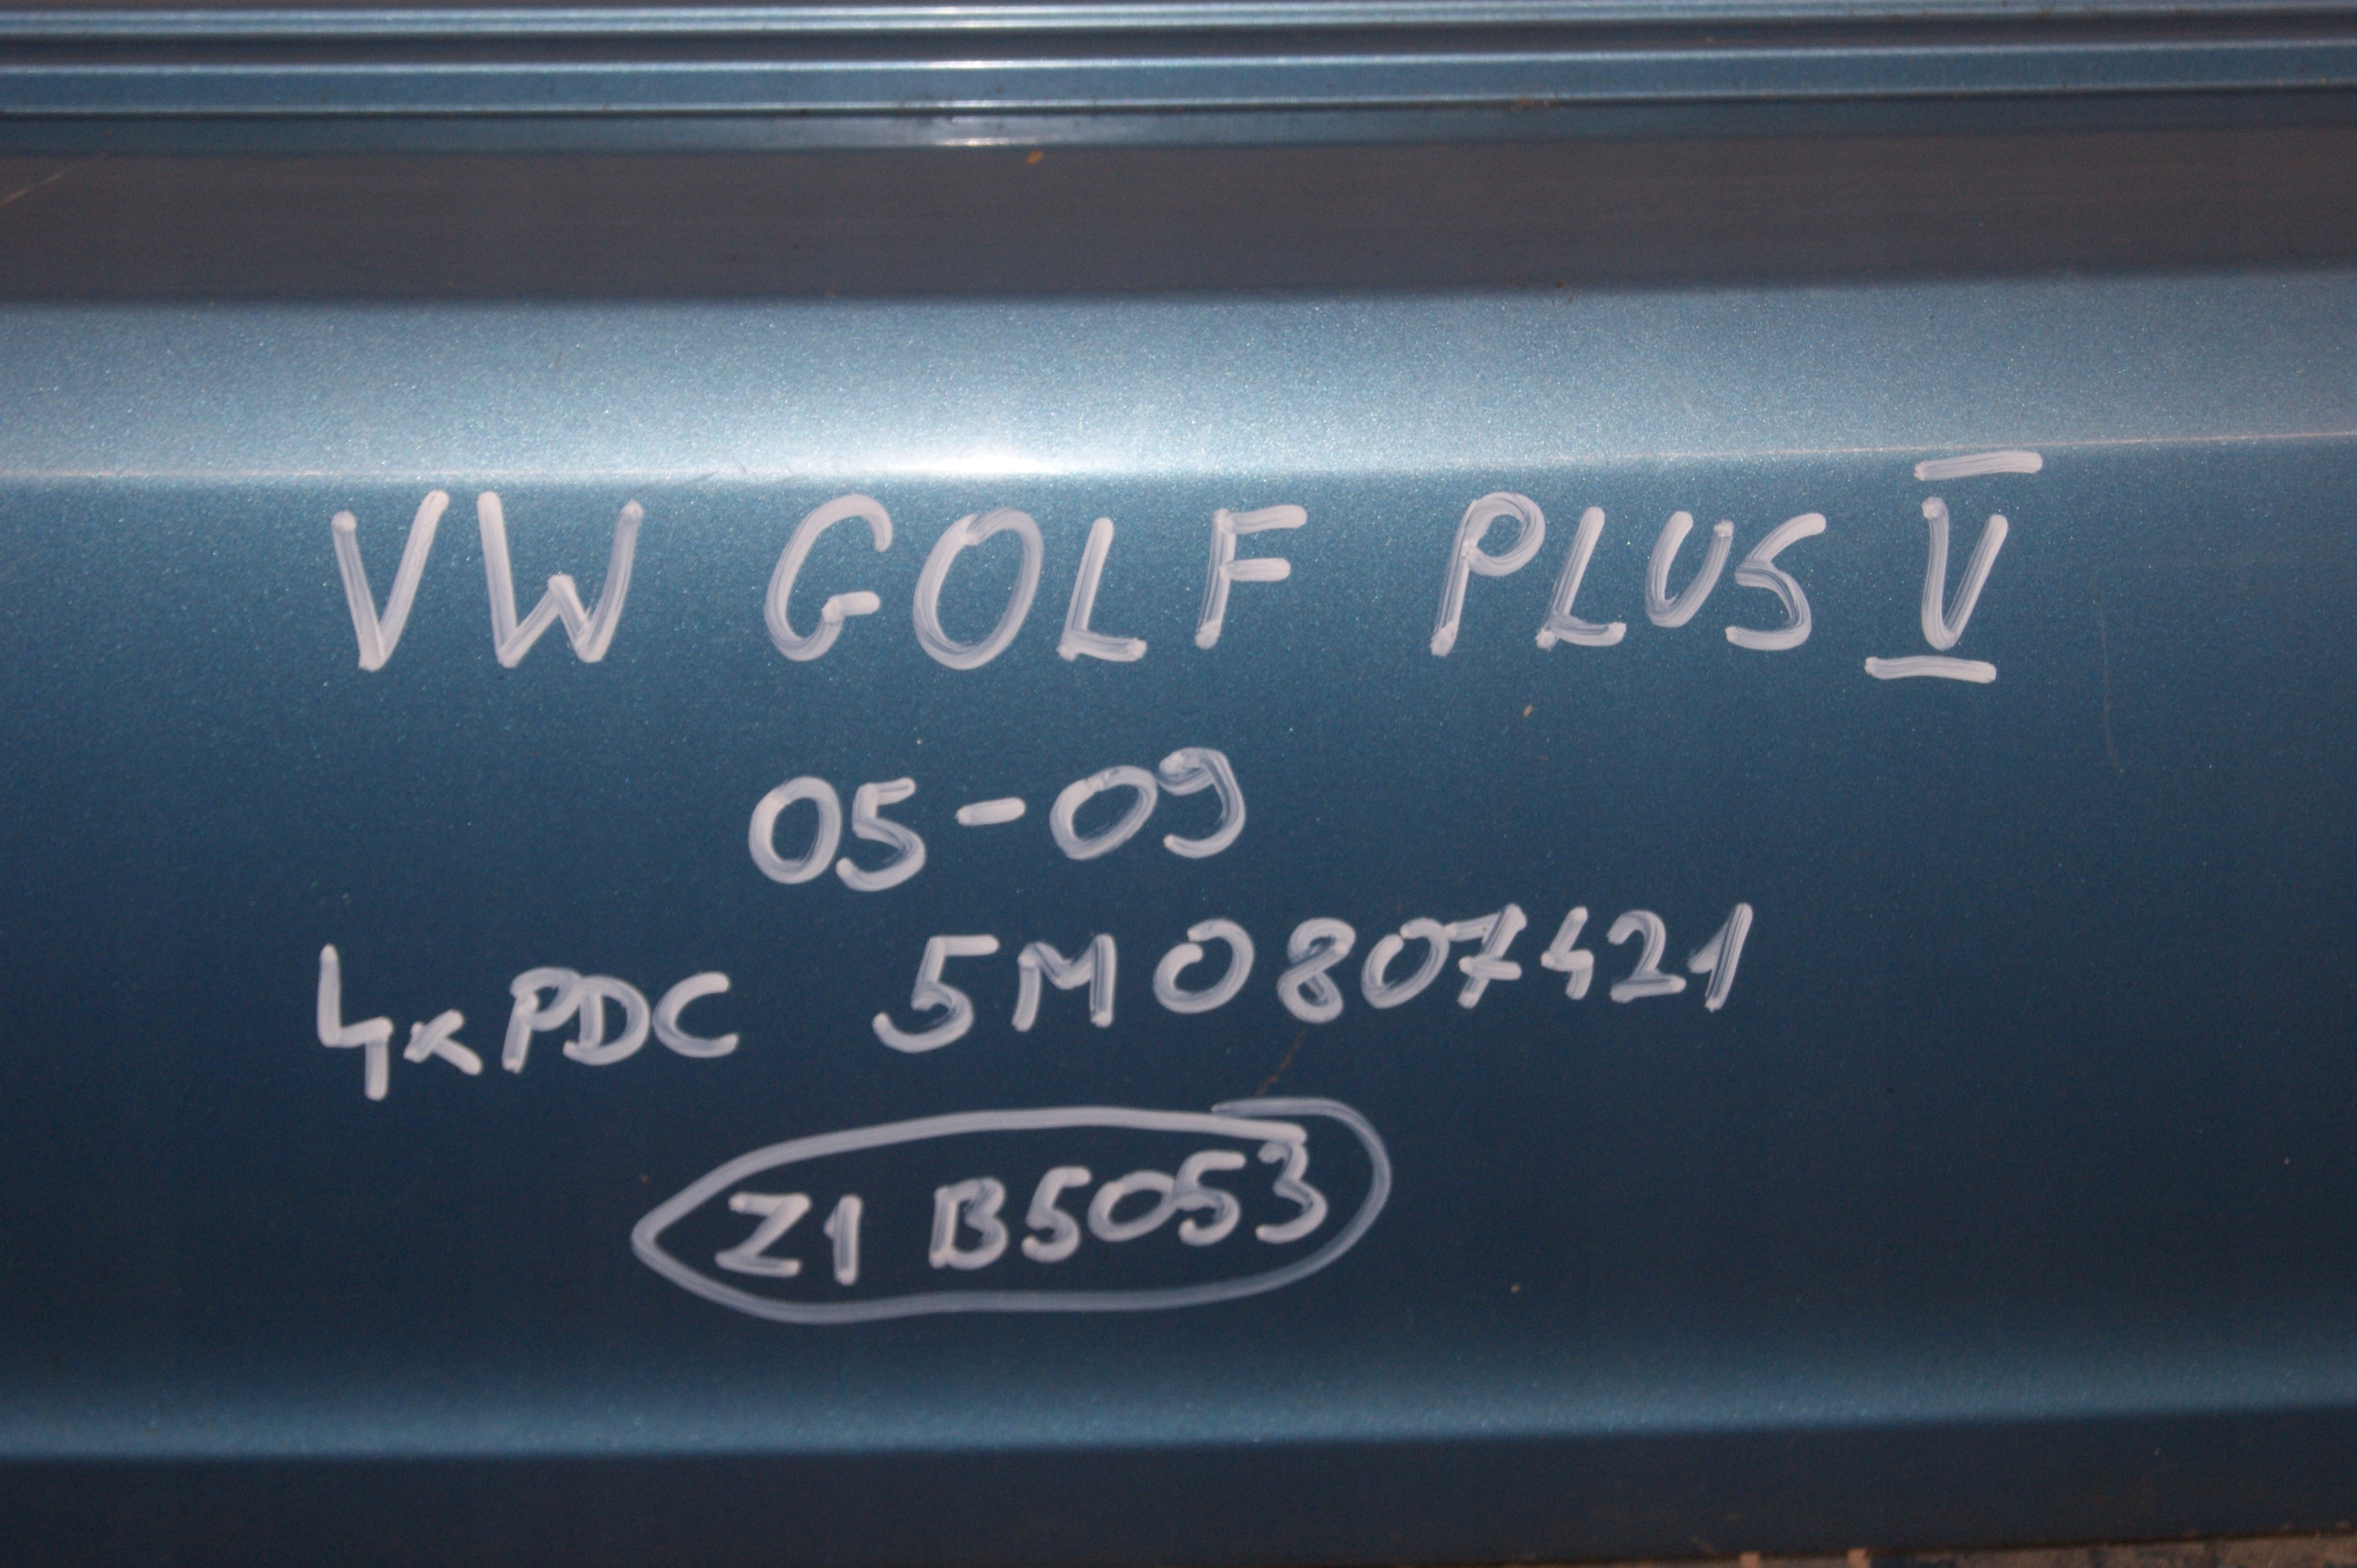 VW GOLF PLUS V
05-09
4xPDC 5M0807421
Z1 B5053